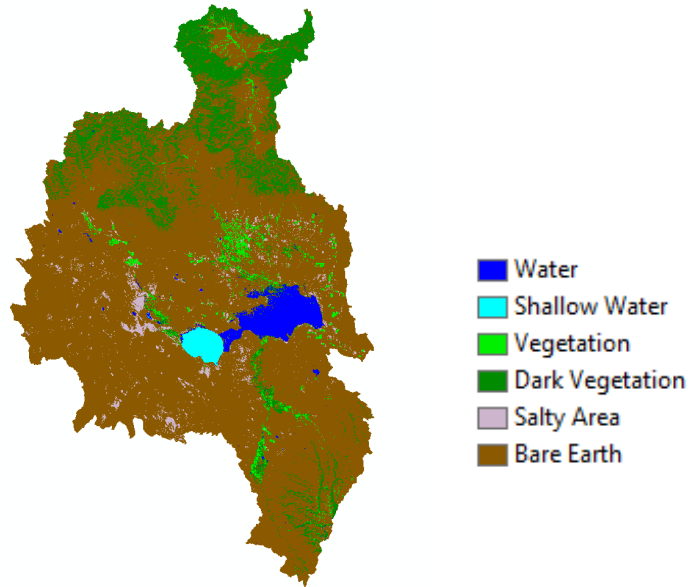 Water
Shallow Water
Vegetation
Dark Vegetation
Salty Area
Bare Earth